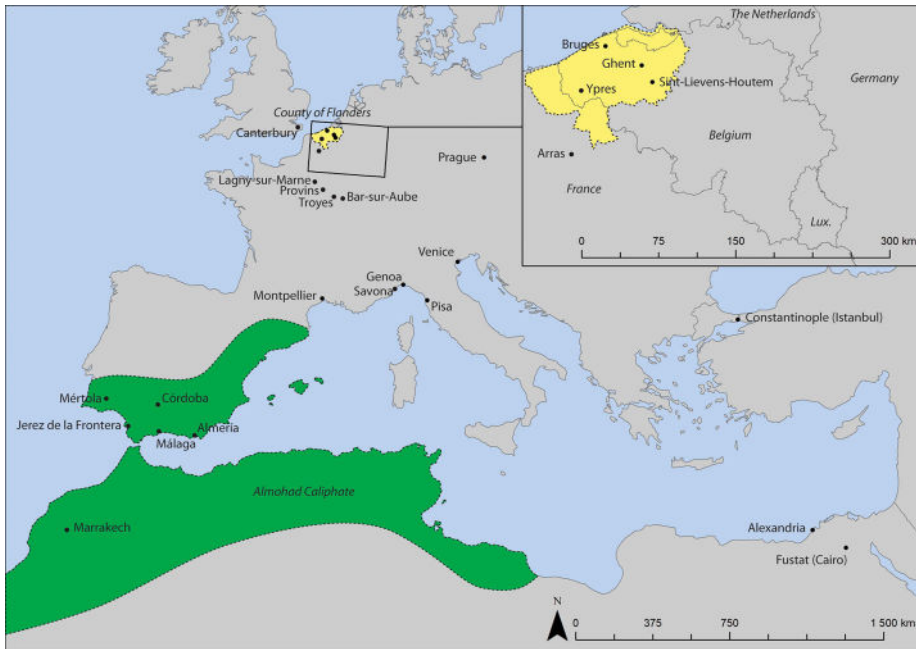 The Netherlands
Bruges
Ghent
Sint-Lievens-Houtem
Ypres
Germany
Belgium
Arras
France
Lux.
0 75 150 300 km
County of Flanders
Canterbury
Prague
Lagny-sur-Marne
Provins
Troyes
Bar-sur-Aube
Venice
Genoa
Savona
Montpellier
Pisa
Constantinople (Istanbul)
Mértola
Córdoba
Jerez de la Frontera
Almería
Málaga
Almohad Caliphate
Marrakech
Alexandria
Fustat (Cairo)
N
0 375 750 1 500 km